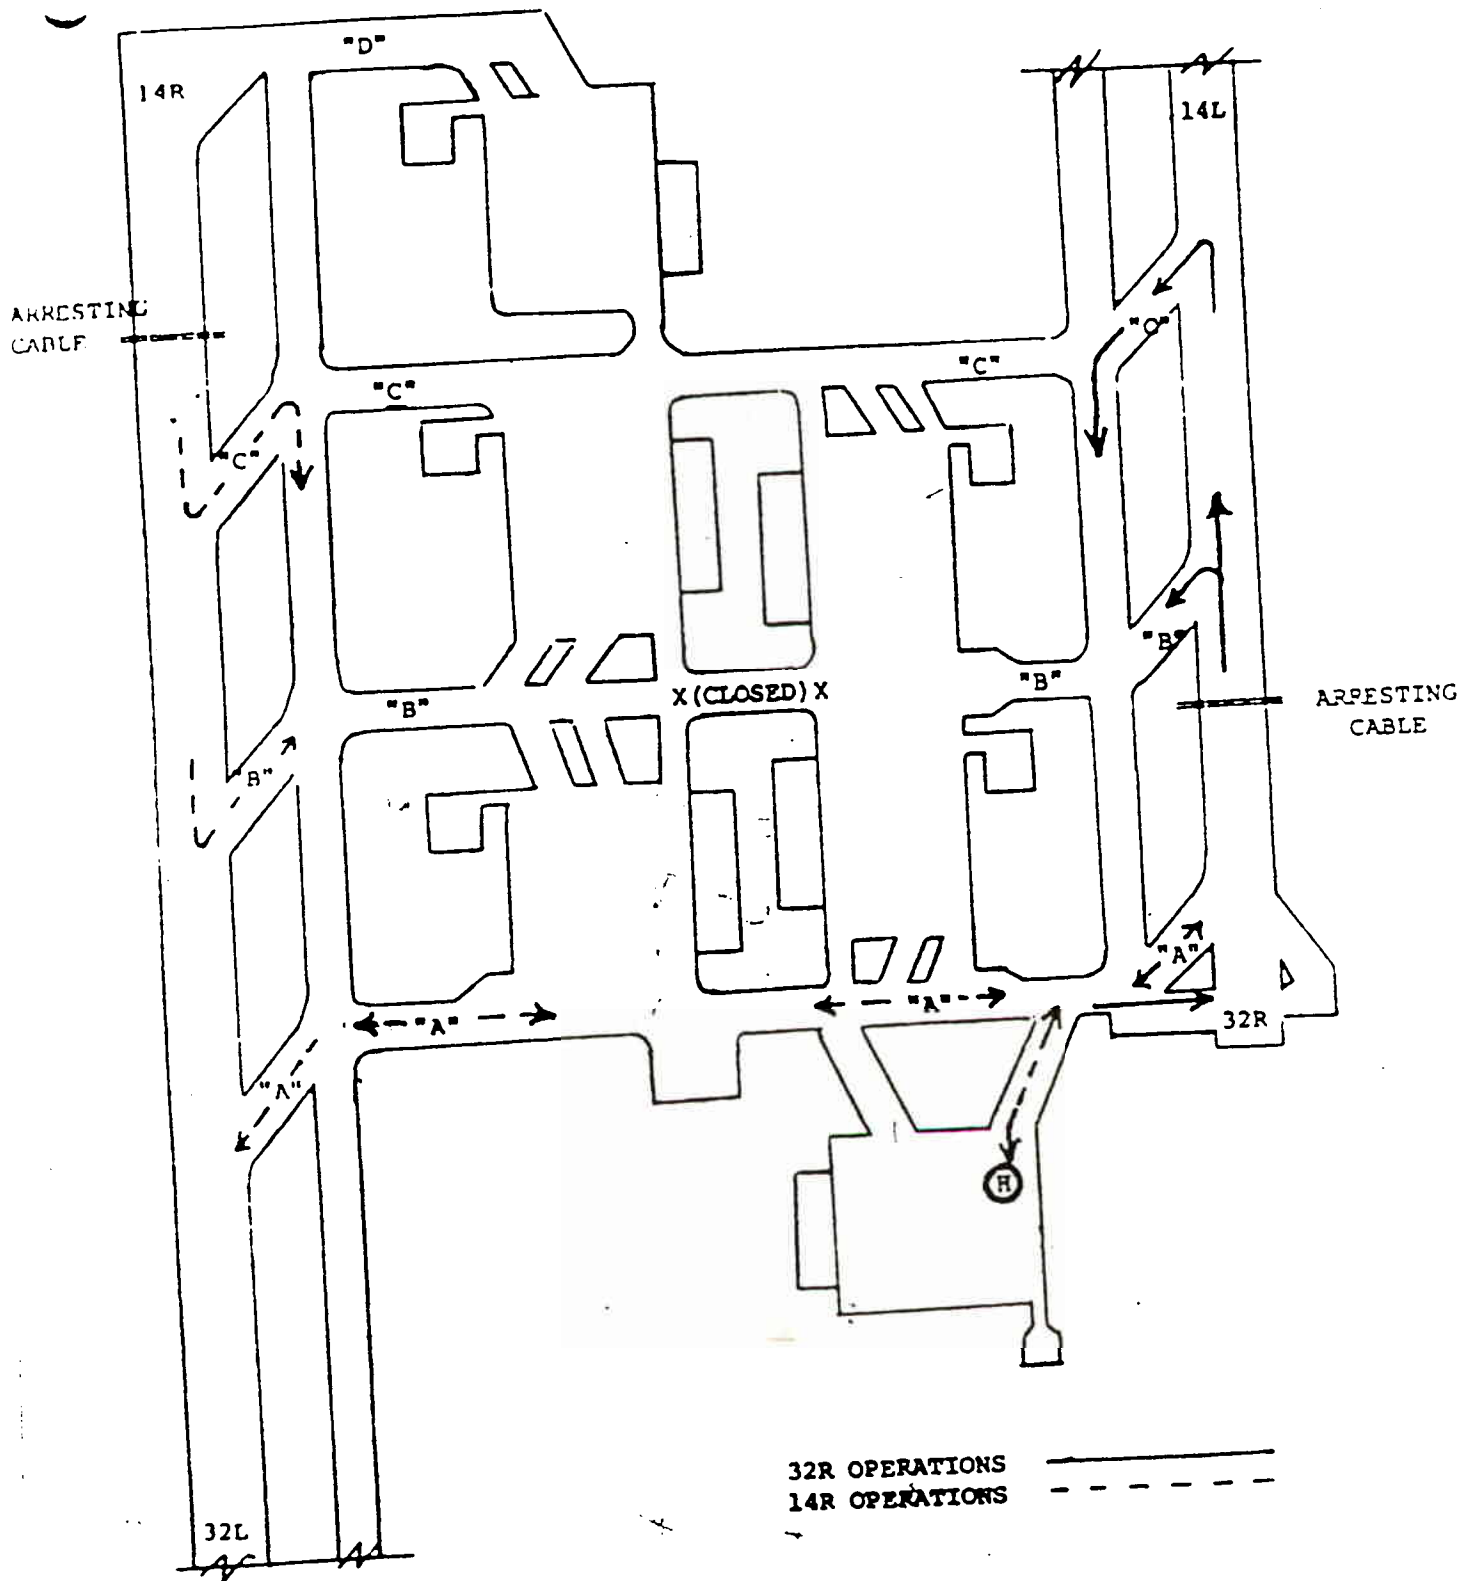 "D"
14R
14L
ARRESTING
CABLE
"C"
"C"
"C"
"C"
"B"
X (CLOSED) X
"B"
"B"
ARRESTING
CABLE
"B"
"A"
"A"
"A"
32R
"A"
H
32R OPERATIONS
14R OPERATIONS
32L